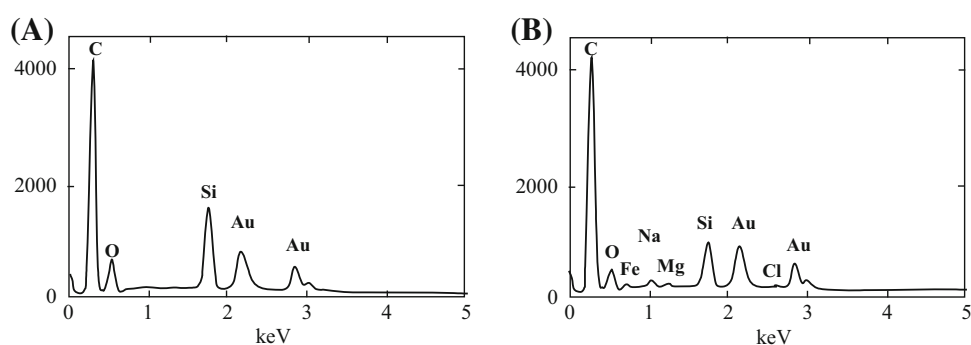 (A)
C
4000
2000
Si
Au
O
Au
0
0 1 2 3 4 5
keV
(B)
C
4000
2000
Na
Si
Au
O
Fe
Mg
Cl
Au
0
0 1 2 3 4 5
keV